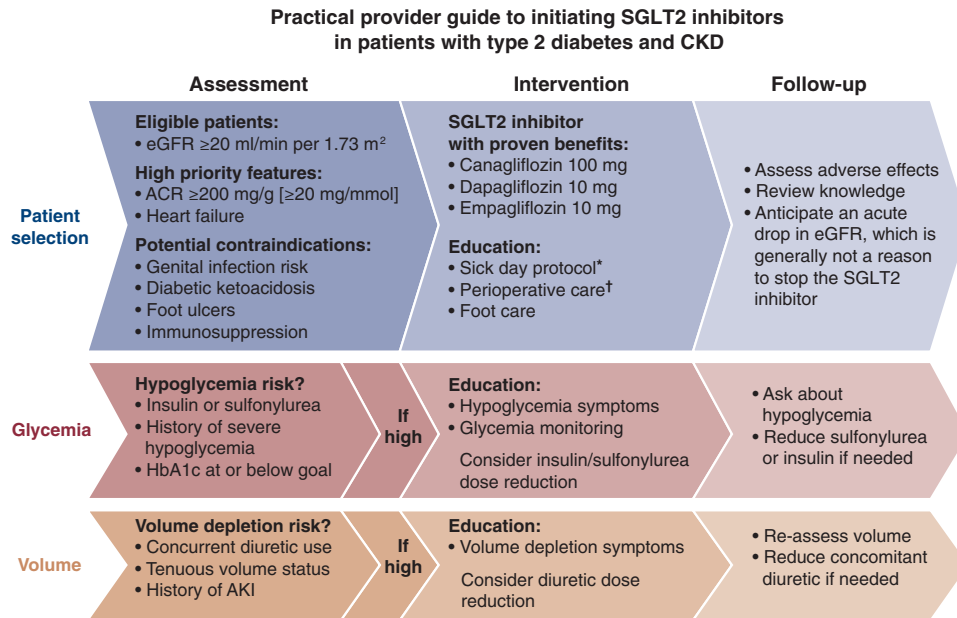 Practical provider guide to initiating SGLT2 inhibitors
in patients with type 2 diabetes and CKD
Assessment
Intervention
Follow-up
Patient
selection
Eligible patients:
• eGFR ≥20 ml/min per 1.73 m²
High priority features:
• ACR ≥200 mg/g [≥20 mg/mmol]
• Heart failure
Potential contraindications:
• Genital infection risk
• Diabetic ketoacidosis
• Foot ulcers
• Immunosuppression
SGLT2 inhibitor
with proven benefits:
• Canagliflozin 100 mg
• Dapagliflozin 10 mg
• Empagliflozin 10 mg
Education:
• Sick day protocol*
• Perioperative care†
• Foot care
• Assess adverse effects
• Review knowledge
• Anticipate an acute
drop in eGFR, which is
generally not a reason
to stop the SGLT2
inhibitor
Glycemia
Hypoglycemia risk?
• Insulin or sulfonylurea
• History of severe
hypoglycemia
• HbA1c at or below goal
If
high
Education:
• Hypoglycemia symptoms
• Glycemia monitoring
Consider insulin/sulfonylurea
dose reduction
• Ask about
hypoglycemia
• Reduce sulfonylurea
or insulin if needed
Volume
Volume depletion risk?
• Concurrent diuretic use
• Tenuous volume status
• History of AKI
If
high
Education:
• Volume depletion symptoms
Consider diuretic dose
reduction
• Re-assess volume
• Reduce concomitant
diuretic if needed